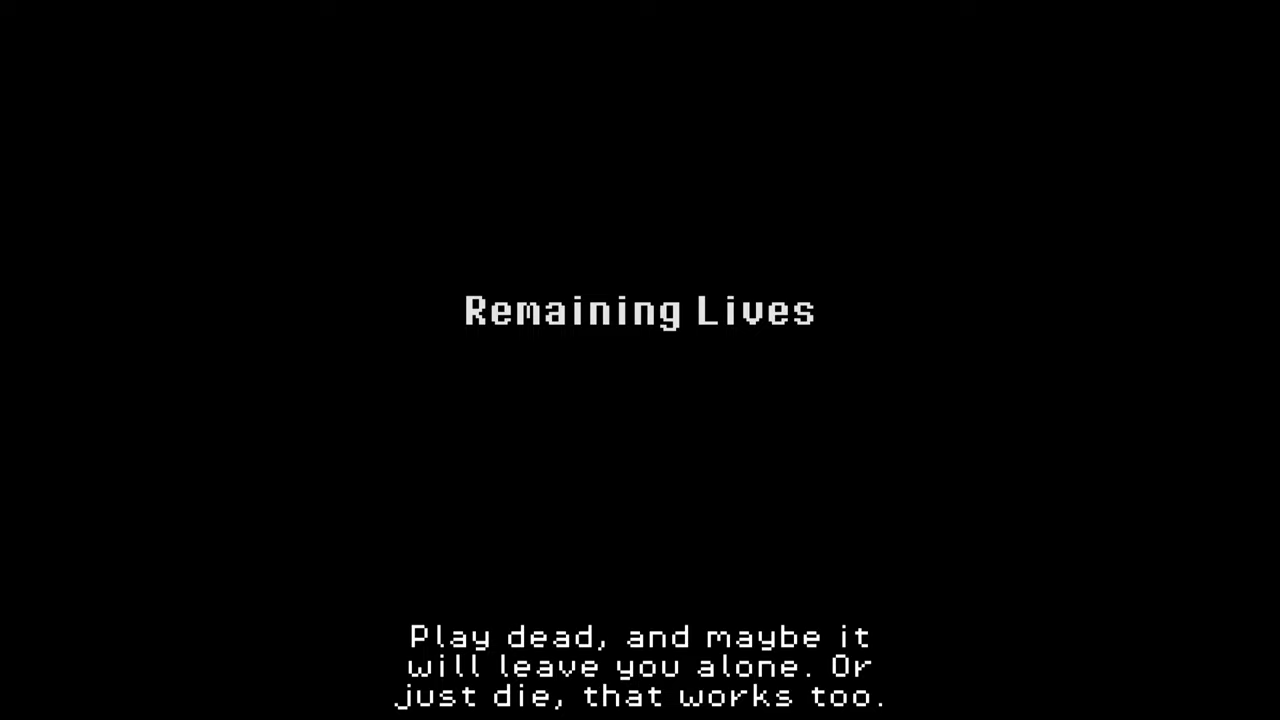 Remaining Lives
Play dead, and maybe it
will leave you alone. Or
just die, that works too.